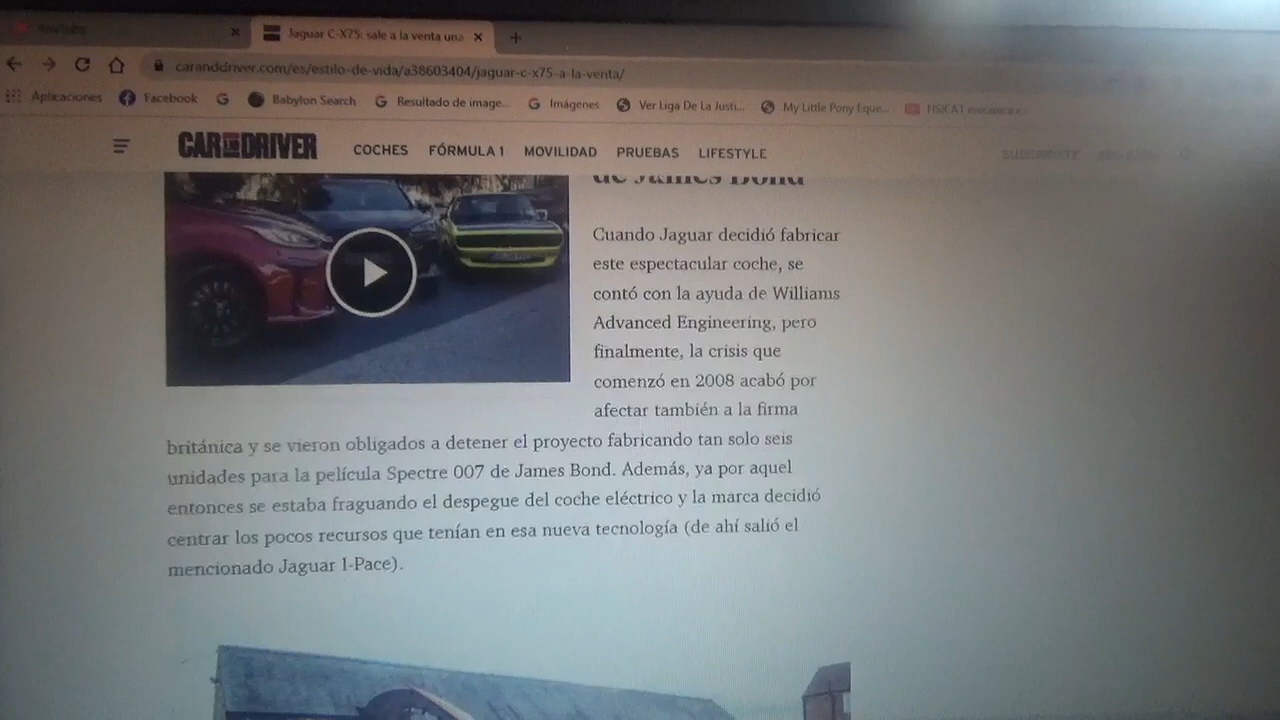 Jaguar C-X75: sale a la venta una
caranddriver.com/es/estilo-de-vida/a38603404/jaguar-c-x75-a-la-venta/
Aplicaciones Facebook Babylon Search Resultado de image... Imágenes Ver Liga De La Justi... My Little Pony Eque...
CAR AND DRIVER COCHES FÓRMULA 1 MOVILIDAD PRUEBAS LIFESTYLE SUSCRÍBETE
de James Bond
Cuando Jaguar decidió fabricar
este espectacular coche, se
contó con la ayuda de Williams
Advanced Engineering, pero
finalmente, la crisis que
comenzó en 2008 acabó por
afectar también a la firma
británica y se vieron obligados a detener el proyecto fabricando tan solo seis
unidades para la película Spectre 007 de James Bond. Además, ya por aquel
entonces se estaba fraguando el despegue del coche eléctrico y la marca decidió
centrar los pocos recursos que tenían en esa nueva tecnología (de ahí salió el
mencionado Jaguar I-Pace).